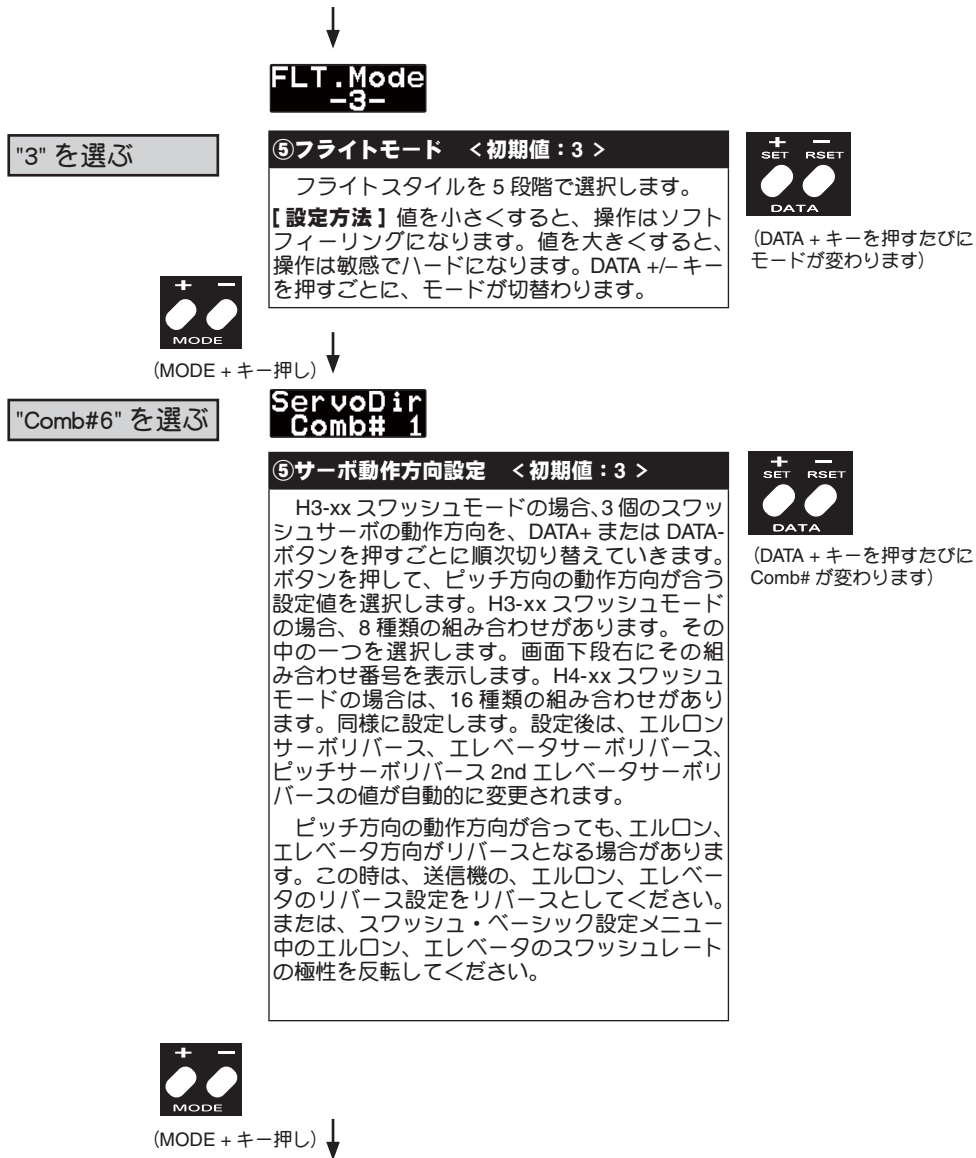 FLT.Mode
-3-
"3" を選ぶ
⑤フライトモード <初期値：3 >
フライトスタイルを 5 段階で選択します。
[ 設定方法 ] 値を小さくすると、操作はソフト
フィーリングになります。値を大きくすると、
操作は敏感でハードになります。DATA +/– キー
を押すごとに、モードが切替わります。
+ −
SET RSET
DATA
（DATA + キーを押すたびに
モードが変わります）
+ −
MODE
（MODE + キー押し）
"Comb#6" を選ぶ
ServoDir
Comb# 1
⑤サーボ動作方向設定 <初期値：3 >
H3-xx スワッシュモードの場合、3 個のスワッ
シュサーボの動作方向を、DATA+ または DATA-
ボタンを押すごとに順次切り替えていきます。
ボタンを押して、ピッチ方向の動作方向が合う
設定値を選択します。H3-xx スワッシュモード
の場合、8 種類の組み合わせがあります。その
中の一つを選択します。画面下段右にその組
み合わせ番号を表示します。H4-xx スワッシュ
モードの場合は、16 種類の組み合わせがあり
ます。同様に設定します。設定後は、エルロン
サーボリバース、エレベータサーボリバース、
ピッチサーボリバース 2nd エレベータサーボリ
バースの値が自動的に変更されます。
ピッチ方向の動作方向が合っても、エルロン、
エレベータ方向がリバースとなる場合がありま
す。この時は、送信機の、エルロン、エレベー
タのリバース設定をリバースとしてください。
または、スワッシュ・ベーシック設定メニュー
中のエルロン、エレベータのスワッシュレート
の極性を反転してください。
+ −
SET RSET
DATA
（DATA + キーを押すたびに
Comb# が変わります）
+ −
MODE
（MODE + キー押し）